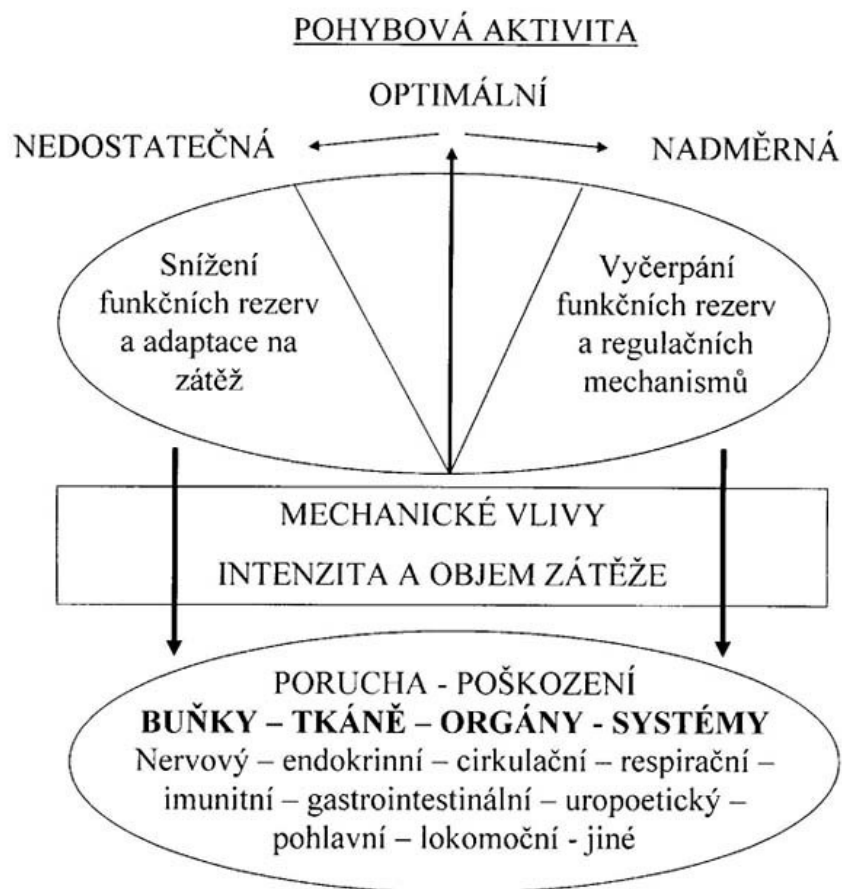 POHYBOVÁ AKTIVITA
OPTIMÁLNÍ
NEDOSTATEČNÁ
NADMĚRNÁ
Snížení
funkčních rezerv
a adaptace na
zátěž
Vyčerpání
funkčních rezerv
a regulačních
mechanismů
MECHANICKÉ VLIVY
INTENZITA A OBJEM ZÁTĚŽE
PORUCHA - POŠKOZENÍ
BUŇKY – TKÁNĚ – ORGÁNY - SYSTÉMY
Nervový – endokrinní – cirkulační – respirační –
imunitní – gastrointestinální – uropoetický –
pohlavní – lokomoční - jiné